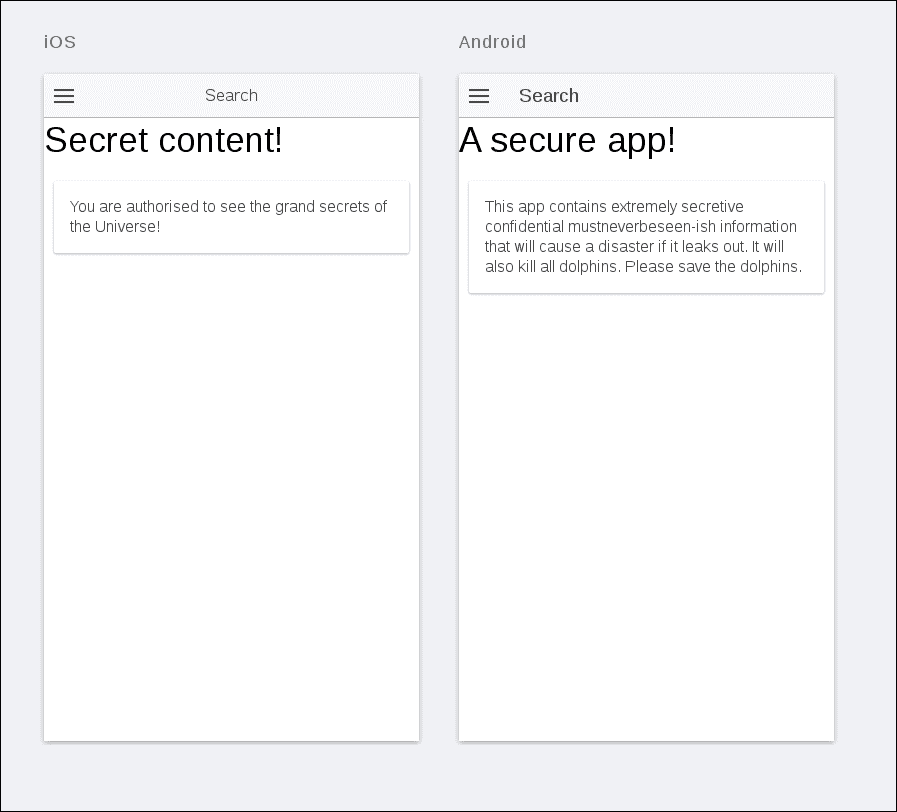 iOS
Search
Secret content!
You are authorised to see the grand secrets of
the Universe!
Android
Search
A secure app!
This app contains extremely secretive
confidential mustneverbeseen-ish information
that will cause a disaster if it leaks out. It will
also kill all dolphins. Please save the dolphins.